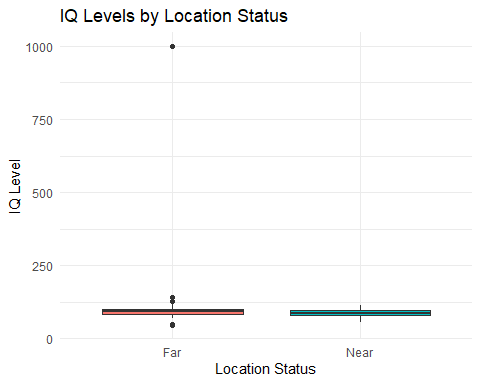 IQ Levels by Location Status
1000
750
500
250
0
IQ Level
Far
Near
Location Status